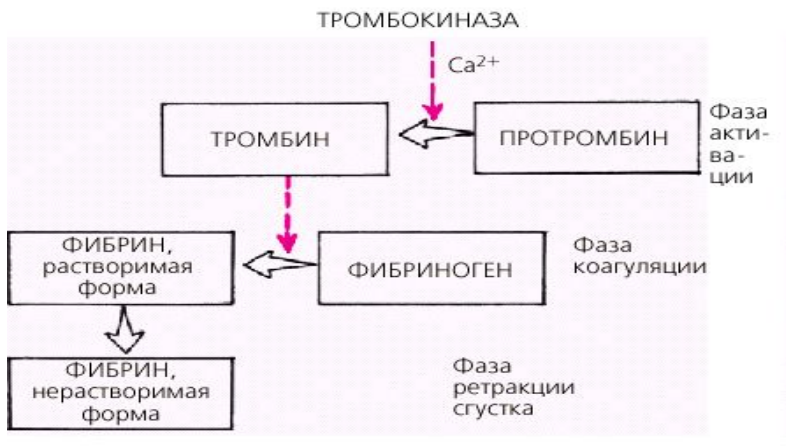 ТРОМБОКИНАЗА
Ca²⁺
ТРОМБИН
ПРОТРОМБИН
Фаза
акти-
ва-
ции
ФИБРИН,
растворимая
форма
ФИБРИНОГЕН
Фаза
коагуляции
ФИБРИН,
нерастворимая
форма
Фаза
ретракции
сгустка